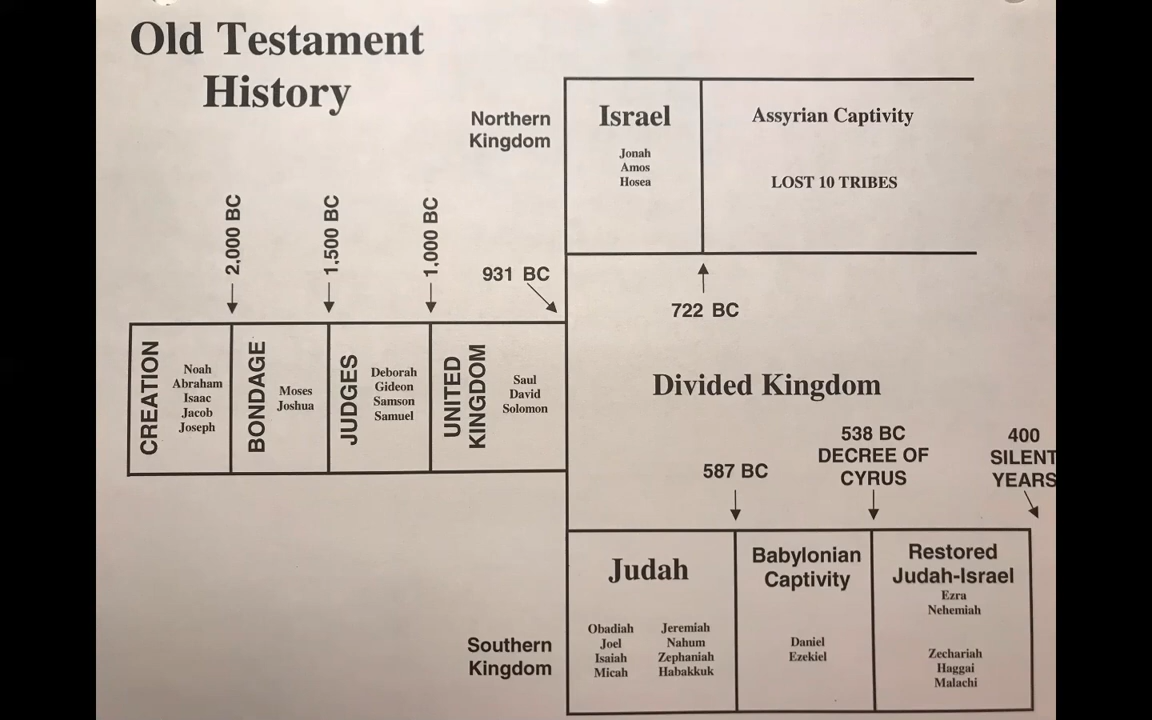 Old Testament
History
Northern
Kingdom
Israel
Jonah
Amos
Hosea
Assyrian Captivity
LOST 10 TRIBES
2,000 BC
1,500 BC
1,000 BC
931 BC
722 BC
CREATION
Noah
Abraham
Isaac
Jacob
Joseph
BONDAGE
Moses
Joshua
JUDGES
Deborah
Gideon
Samson
Samuel
UNITED
KINGDOM
Saul
David
Solomon
Divided Kingdom
587 BC
538 BC
DECREE OF
CYRUS
400
SILENT
YEARS
Southern
Kingdom
Judah
Obadiah
Joel
Isaiah
Micah
Jeremiah
Nahum
Zephaniah
Habakkuk
Babylonian
Captivity
Daniel
Ezekiel
Restored
Judah-Israel
Ezra
Nehemiah
Zechariah
Haggai
Malachi